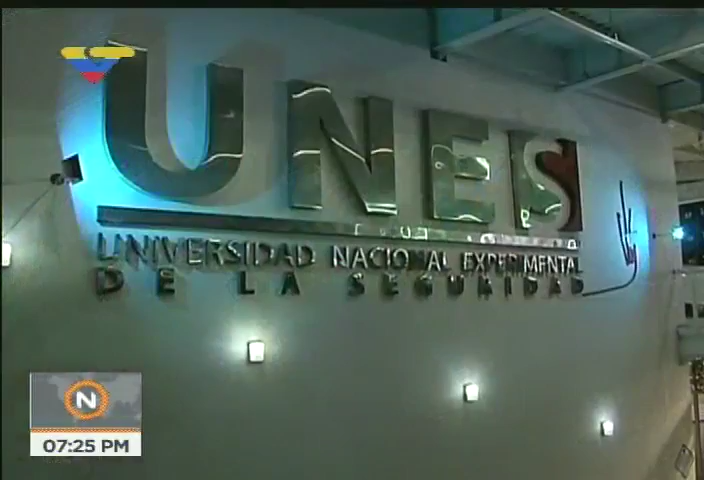 UNES
UNIVERSIDAD NACIONAL EXPERIMENTAL
DE LA SEGURIDAD
N
07:25 PM